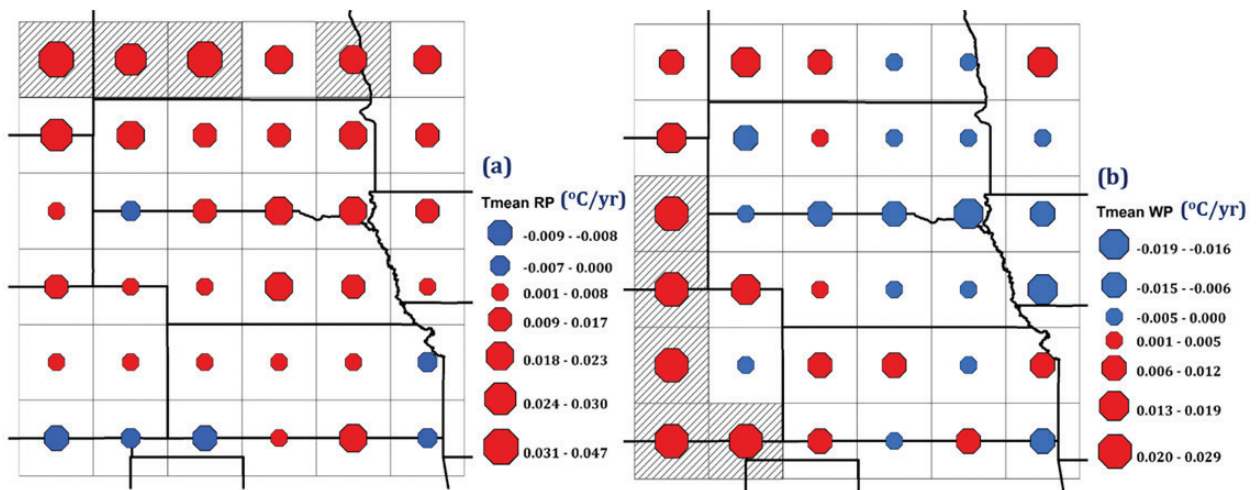 (a)
Tmean RP (°C/yr)
-0.009 - -0.008
-0.007 - 0.000
0.001 - 0.008
0.009 - 0.017
0.018 - 0.023
0.024 - 0.030
0.031 - 0.047
(b)
Tmean WP (°C/yr)
-0.019 - -0.016
-0.015 - -0.006
-0.005 - 0.000
0.001 - 0.005
0.006 - 0.012
0.013 - 0.019
0.020 - 0.029